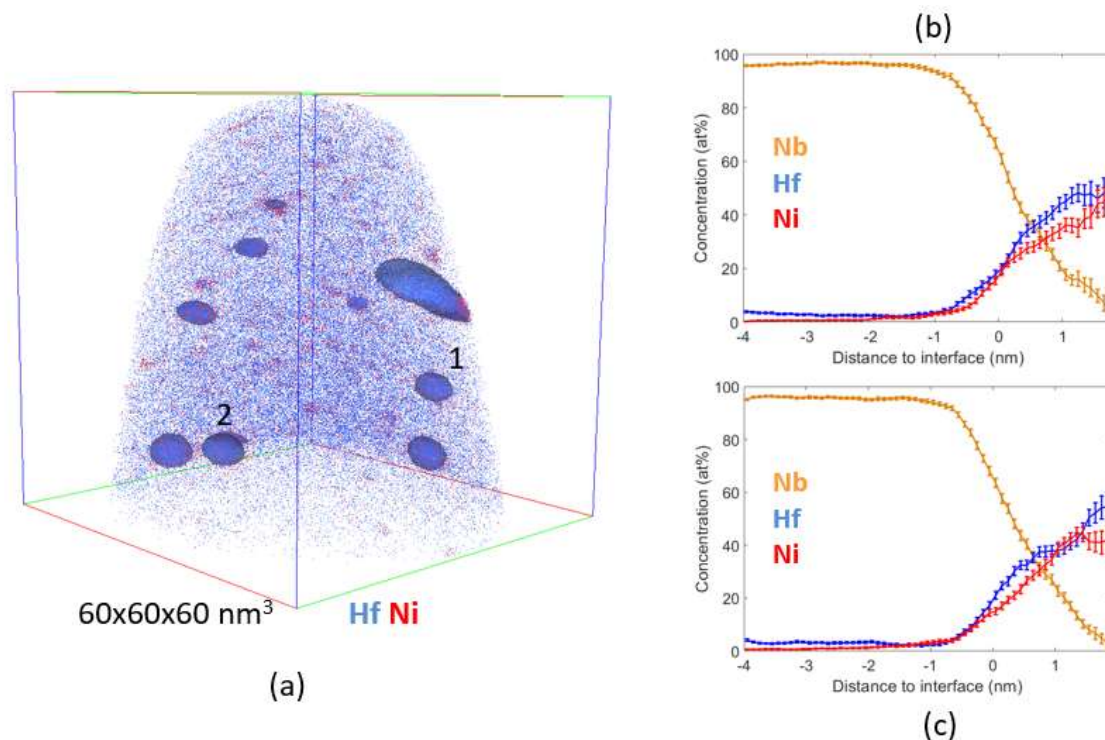 1
2
60x60x60 nm³
Hf Ni
(a)
(b)
100
80
60
40
20
0
Concentration (at%)
Nb
Hf
Ni
-4 -3 -2 -1 0 1
Distance to interface (nm)
100
80
60
40
20
0
Concentration (at%)
Nb
Hf
Ni
-4 -3 -2 -1 0 1
Distance to interface (nm)
(c)